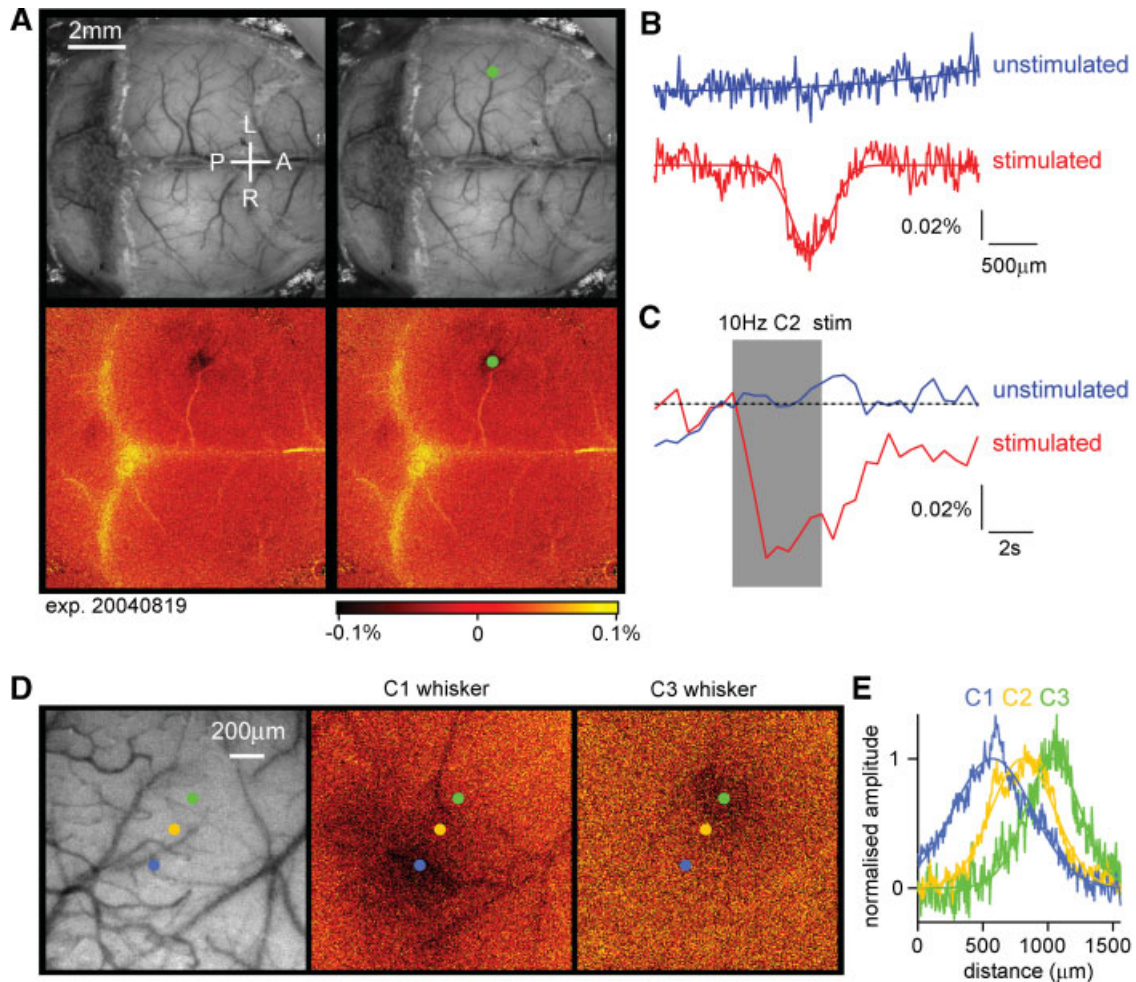 A
2mm
L
P
A
R
exp. 20040819
-0.1%
0
0.1%
B
unstimulated
stimulated
0.02%
500μm
C
10Hz C2 stim
unstimulated
stimulated
0.02%
2s
D
200μm
C1 whisker
C3 whisker
E
C1 C2 C3
normalised amplitude
1
0
0
500
1000
1500
distance (μm)